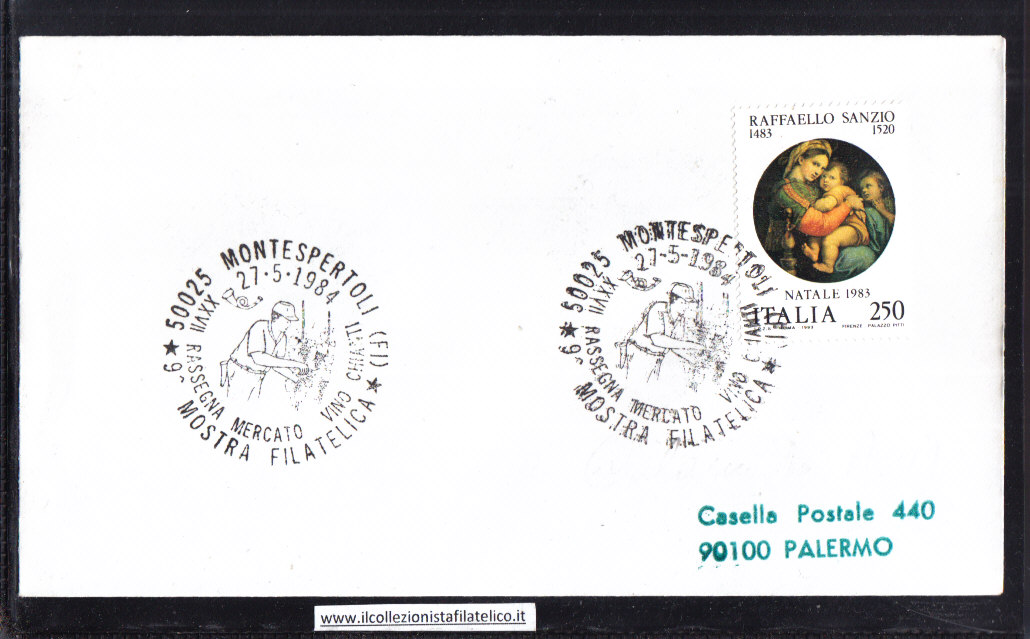 RAFFAELLO SANZIO
1483 1520
NATALE 1983
ITALIA 250
FIRENZE PALAZZO PITTI
★ 50025 MONTESPERTOLI (FI) ★
27-5-1984
XXVII RASSEGNA MERCATO VINO CHIANTI
9ª MOSTRA FILATELICA
★ 50025 MONTESPERTOLI
27-5-1984
XXVII RASSEGNA MERCATO VINO CHIANTI
9ª MOSTRA FILATELICA ★
Casella Postale 440
90100 PALERMO
www.ilcollezionistafilatelico.it